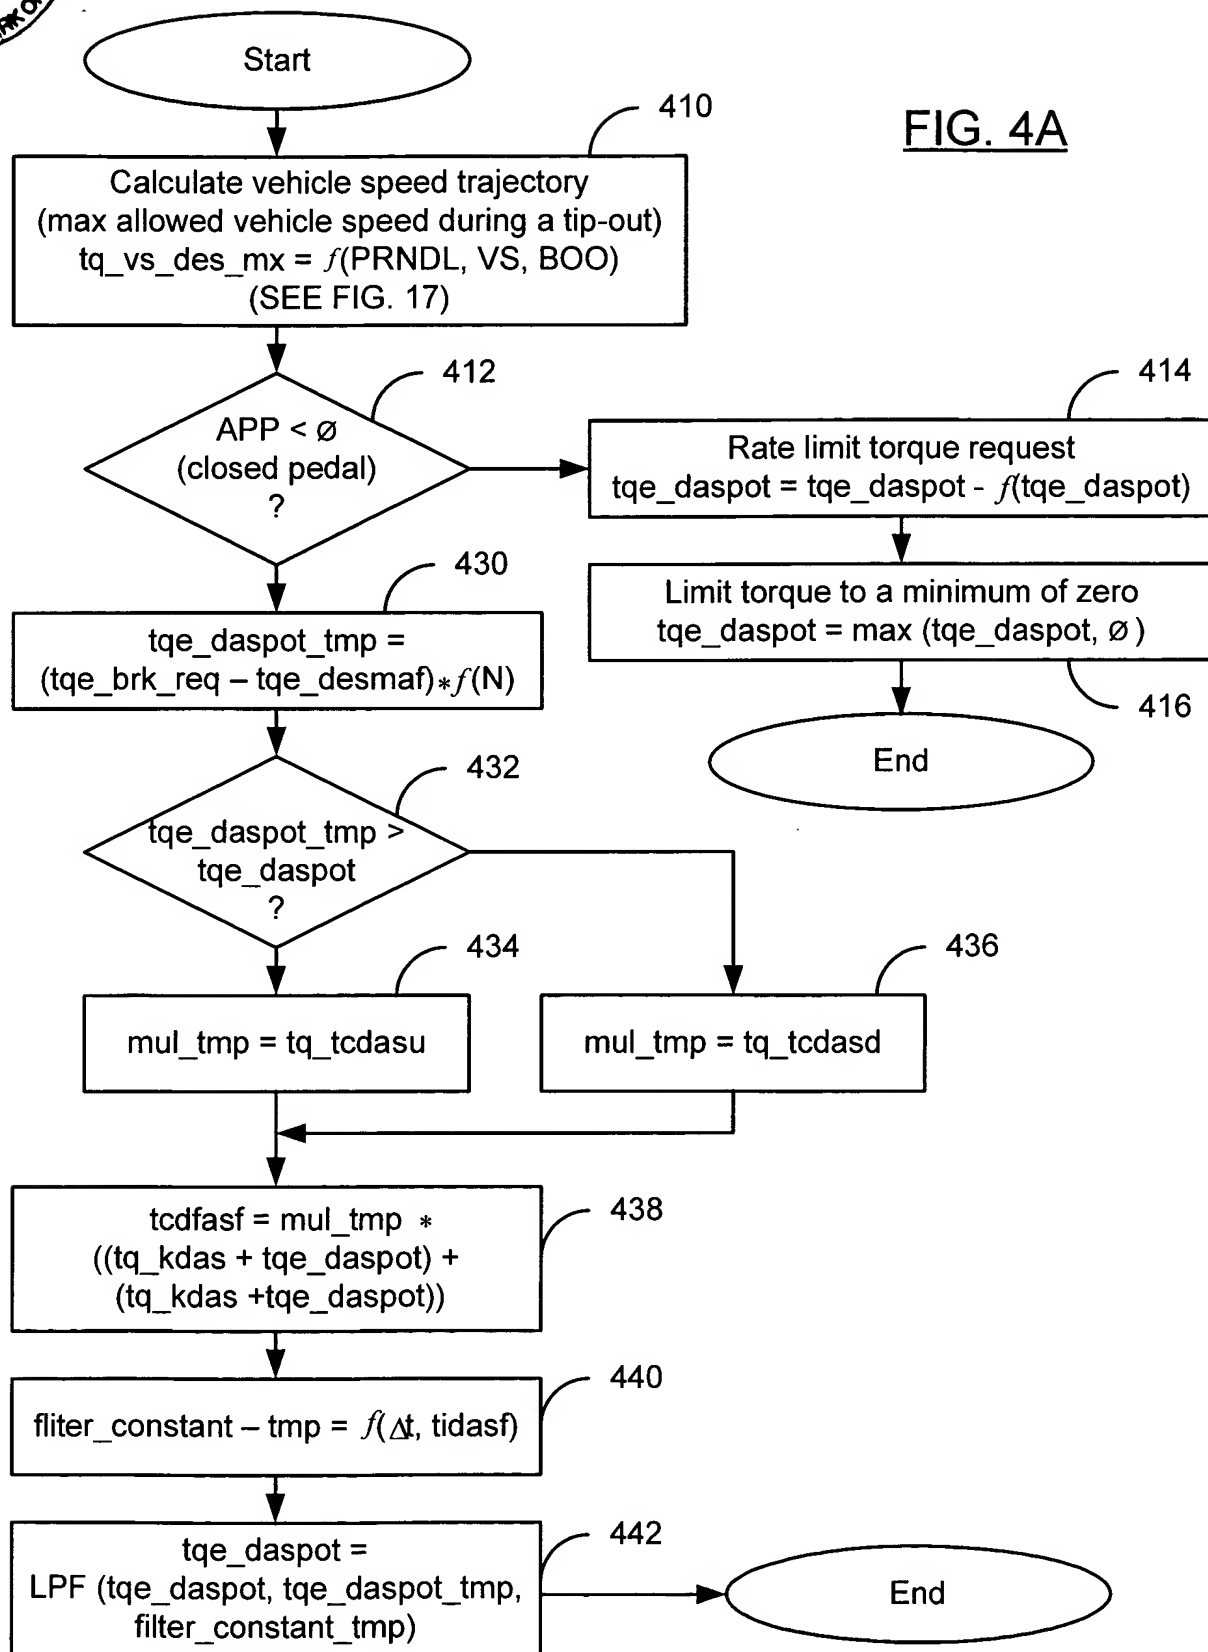 Start
FIG. 4A
410
Calculate vehicle speed trajectory
(max allowed vehicle speed during a tip-out)
tq_vs_des_mx = f(PRNDL, VS, BOO)
(SEE FIG. 17)
412
APP < ø
(closed pedal)
?
414
Rate limit torque request
tqe_daspot = tqe_daspot - f(tqe_daspot)
Limit torque to a minimum of zero
tqe_daspot = max (tqe_daspot, ø )
416
End
430
tqe_daspot_tmp =
(tqe_brk_req – tqe_desmaf)*f(N)
432
tqe_daspot_tmp >
tqe_daspot
?
434
mul_tmp = tq_tcdasu
436
mul_tmp = tq_tcdasd
438
tcdfasf = mul_tmp *
((tq_kdas + tqe_daspot) +
(tq_kdas +tqe_daspot))
440
fliter_constant – tmp = f(Δt, tidasf)
442
tqe_daspot =
LPF (tqe_daspot, tqe_daspot_tmp,
filter_constant_tmp)
End